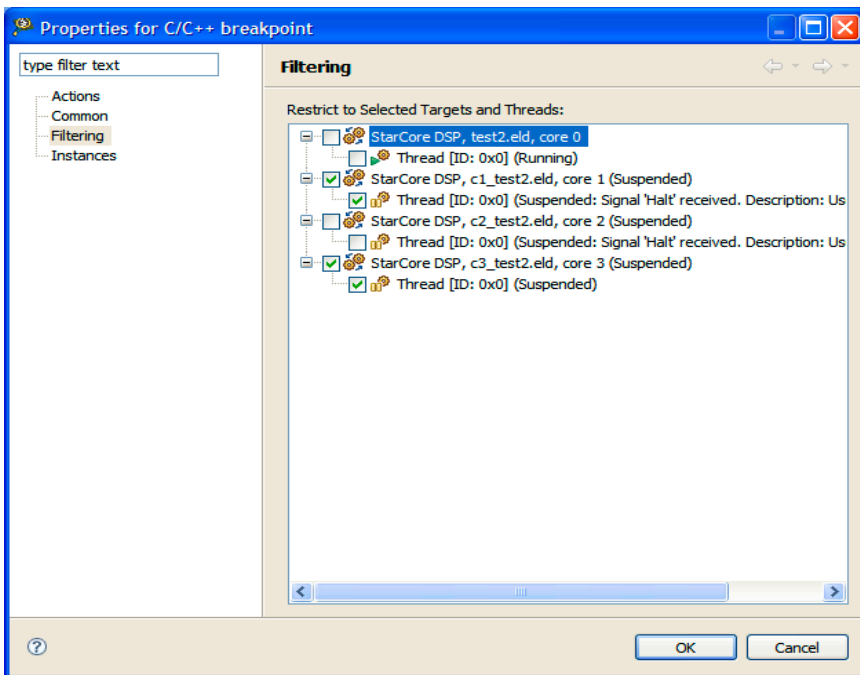 Properties for C/C++ breakpoint
type filter text
Filtering
Actions
Common
Filtering
Instances
Restrict to Selected Targets and Threads:
StarCore DSP, test2.eld, core 0
Thread [ID: 0x0] (Running)
StarCore DSP, c1_test2.eld, core 1 (Suspended)
Thread [ID: 0x0] (Suspended: Signal 'Halt' received. Description: Us
StarCore DSP, c2_test2.eld, core 2 (Suspended)
Thread [ID: 0x0] (Suspended: Signal 'Halt' received. Description: Us
StarCore DSP, c3_test2.eld, core 3 (Suspended)
Thread [ID: 0x0] (Suspended)
OK
Cancel